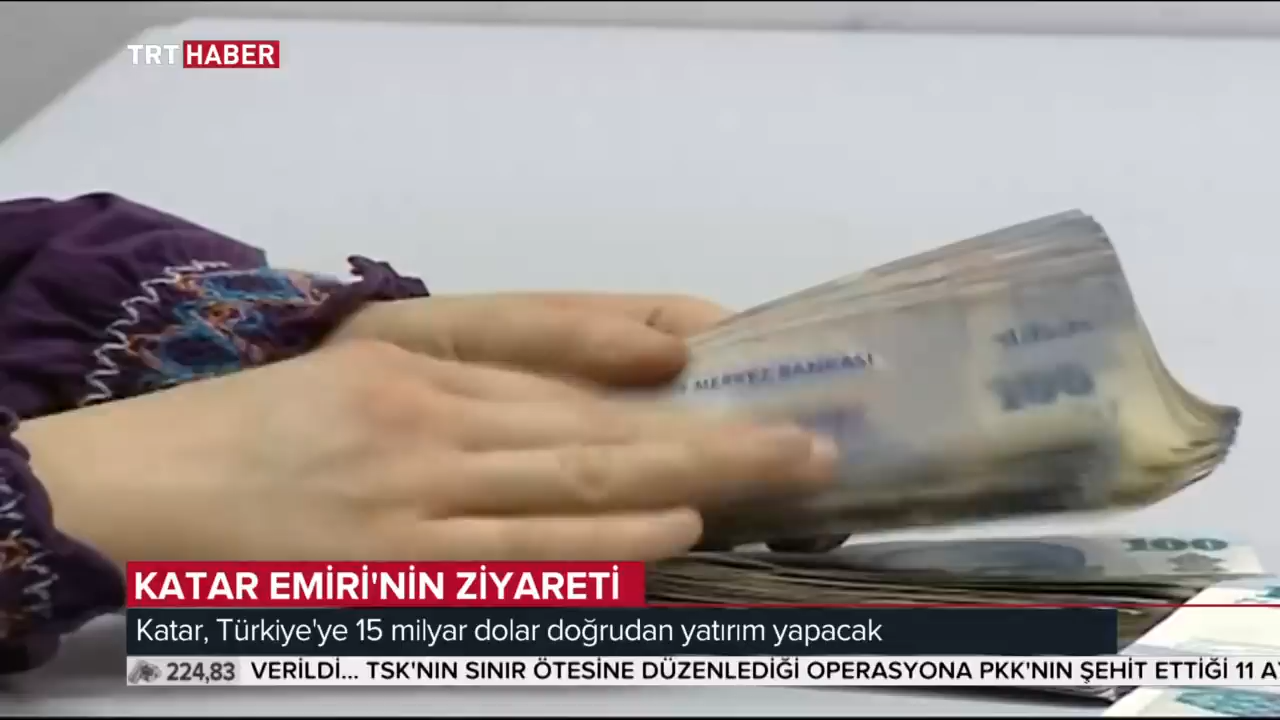 TRT HABER
MERKEZ BANKASI
100
100
KATAR EMİRİ'NİN ZİYARETİ
Katar, Türkiye'ye 15 milyar dolar doğrudan yatırım yapacak
224,83 VERİLDİ... TSK'NIN SINIR ÖTESİNE DÜZENLEDİĞİ OPERASYONA PKK'NIN ŞEHİT ETTİĞİ 11 A